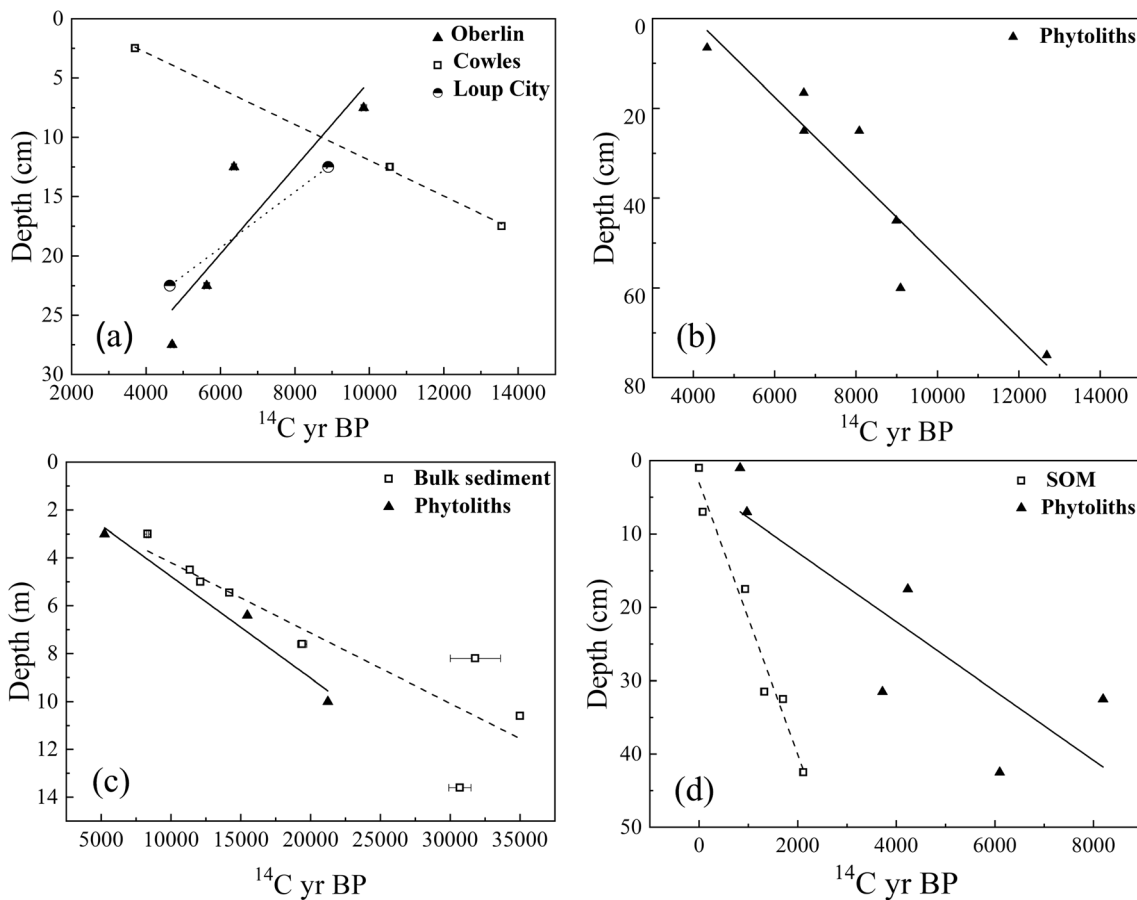 Oberlin
Cowles
Loup City
0
5
10
15
20
25
30
Depth (cm)
(a)
2000 4000 6000 8000 10000 12000 14000
¹⁴C yr BP
Phytoliths
0
20
40
60
80
Depth (cm)
(b)
4000 6000 8000 10000 12000 14000
¹⁴C yr BP
Bulk sediment
Phytoliths
0
2
4
6
8
10
12
14
Depth (m)
(c)
5000 10000 15000 20000 25000 30000 35000
¹⁴C yr BP
SOM
Phytoliths
0
10
20
30
40
50
Depth (cm)
(d)
0 2000 4000 6000 8000
¹⁴C yr BP